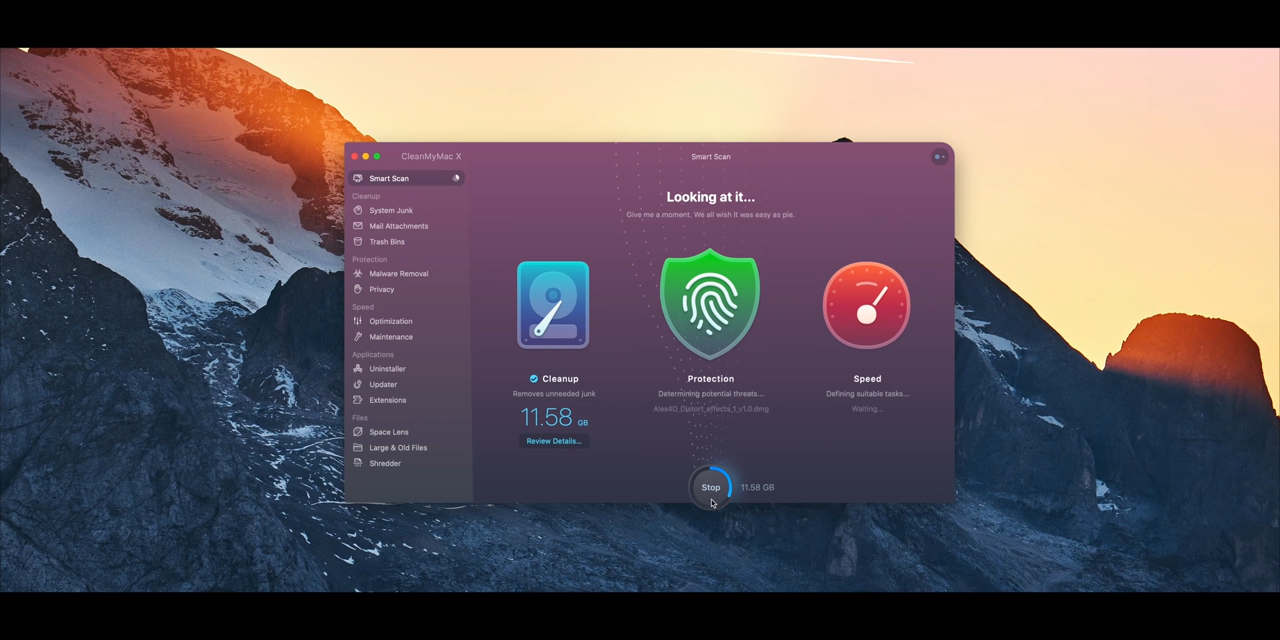 CleanMyMac X
Smart Scan
Smart Scan
Cleanup
System Junk
Mail Attachments
Trash Bins
Protection
Malware Removal
Privacy
Speed
Optimization
Maintenance
Applications
Uninstaller
Updater
Extensions
Files
Space Lens
Large & Old Files
Shredder
Looking at it...
Give me a moment. We all wish it was easy as pie.
Cleanup
Removes unneeded junk
11.58 GB
Review Details...
Protection
Determining potential threats...
Alex4D_Distort_effects_1_v1.0.dmg
Speed
Defining suitable tasks...
Waiting...
Stop
11.58 GB